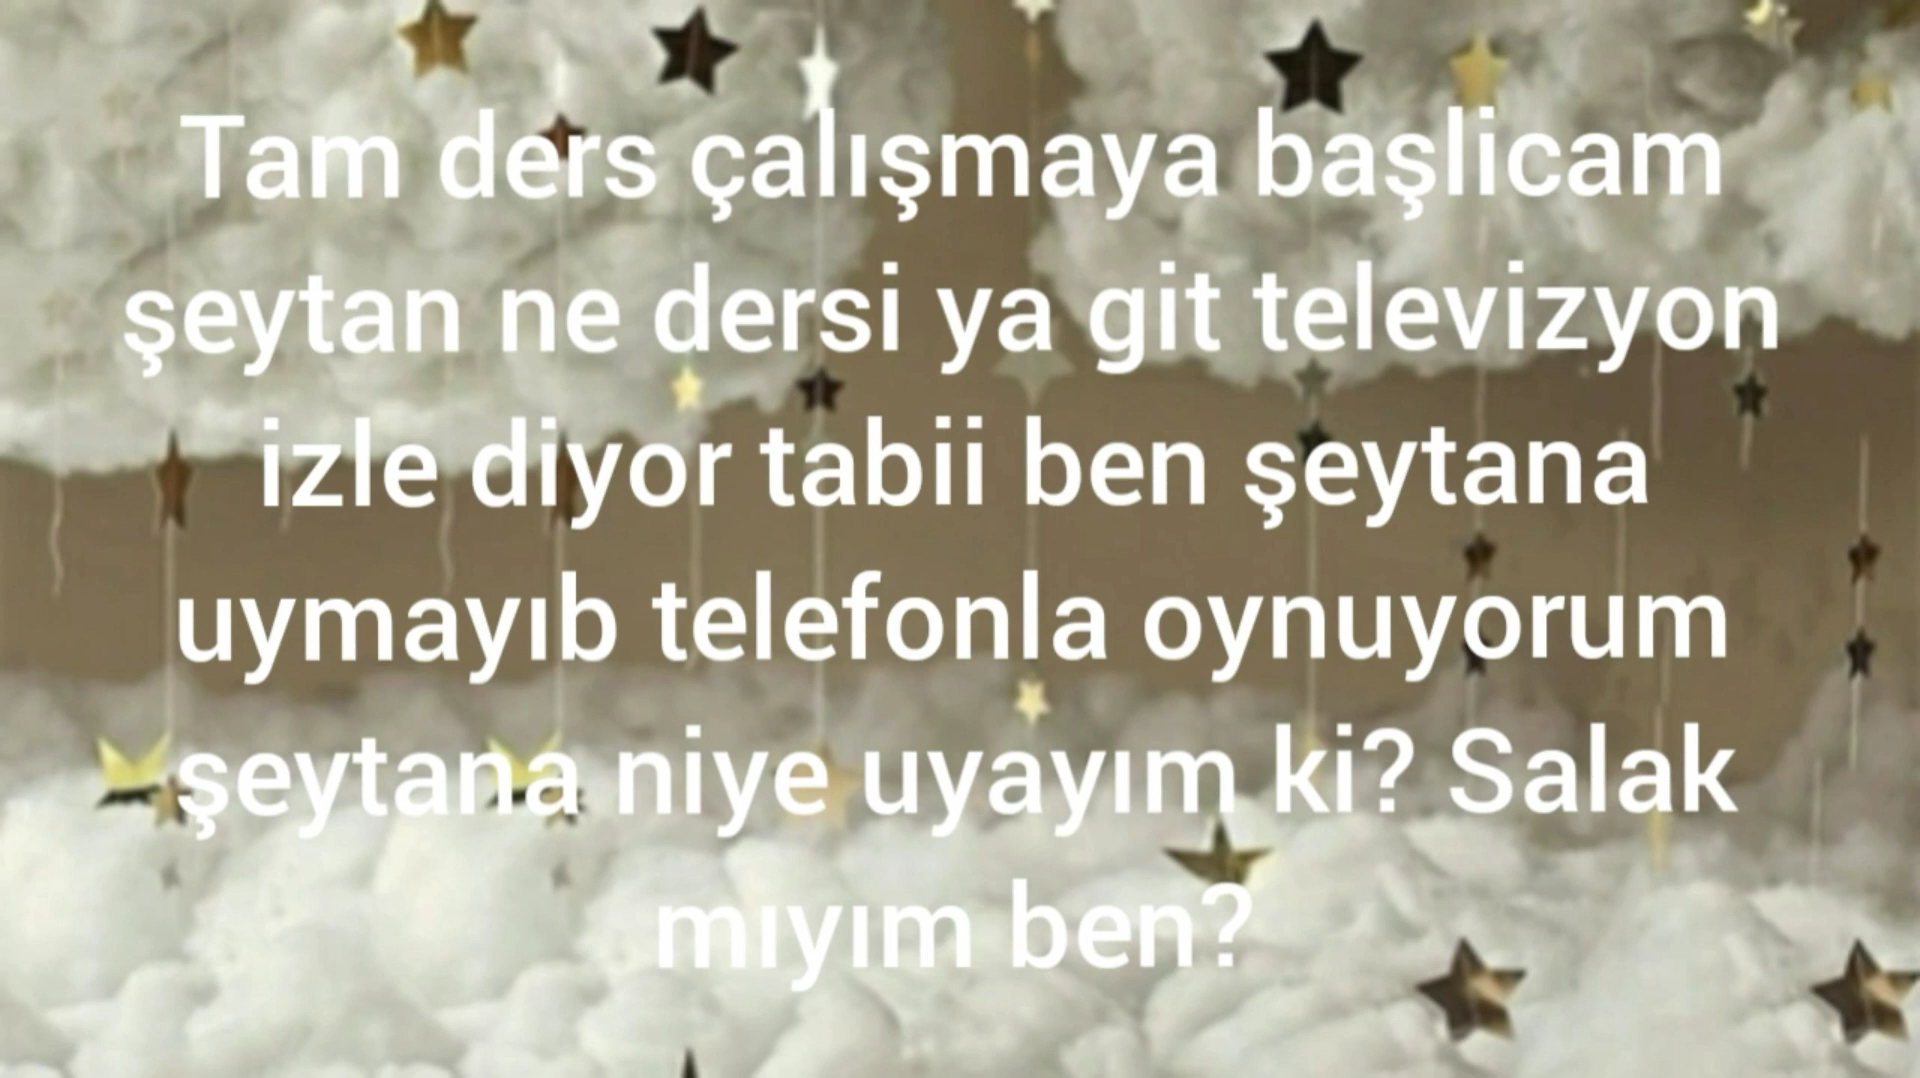 Tam ders çalışmaya başlicam
şeytan ne dersi ya git televizyon
izle diyor tabii ben şeytana
uymayıb telefonla oynuyorum
şeytana niye uyayım ki? Salak
mıyım ben?